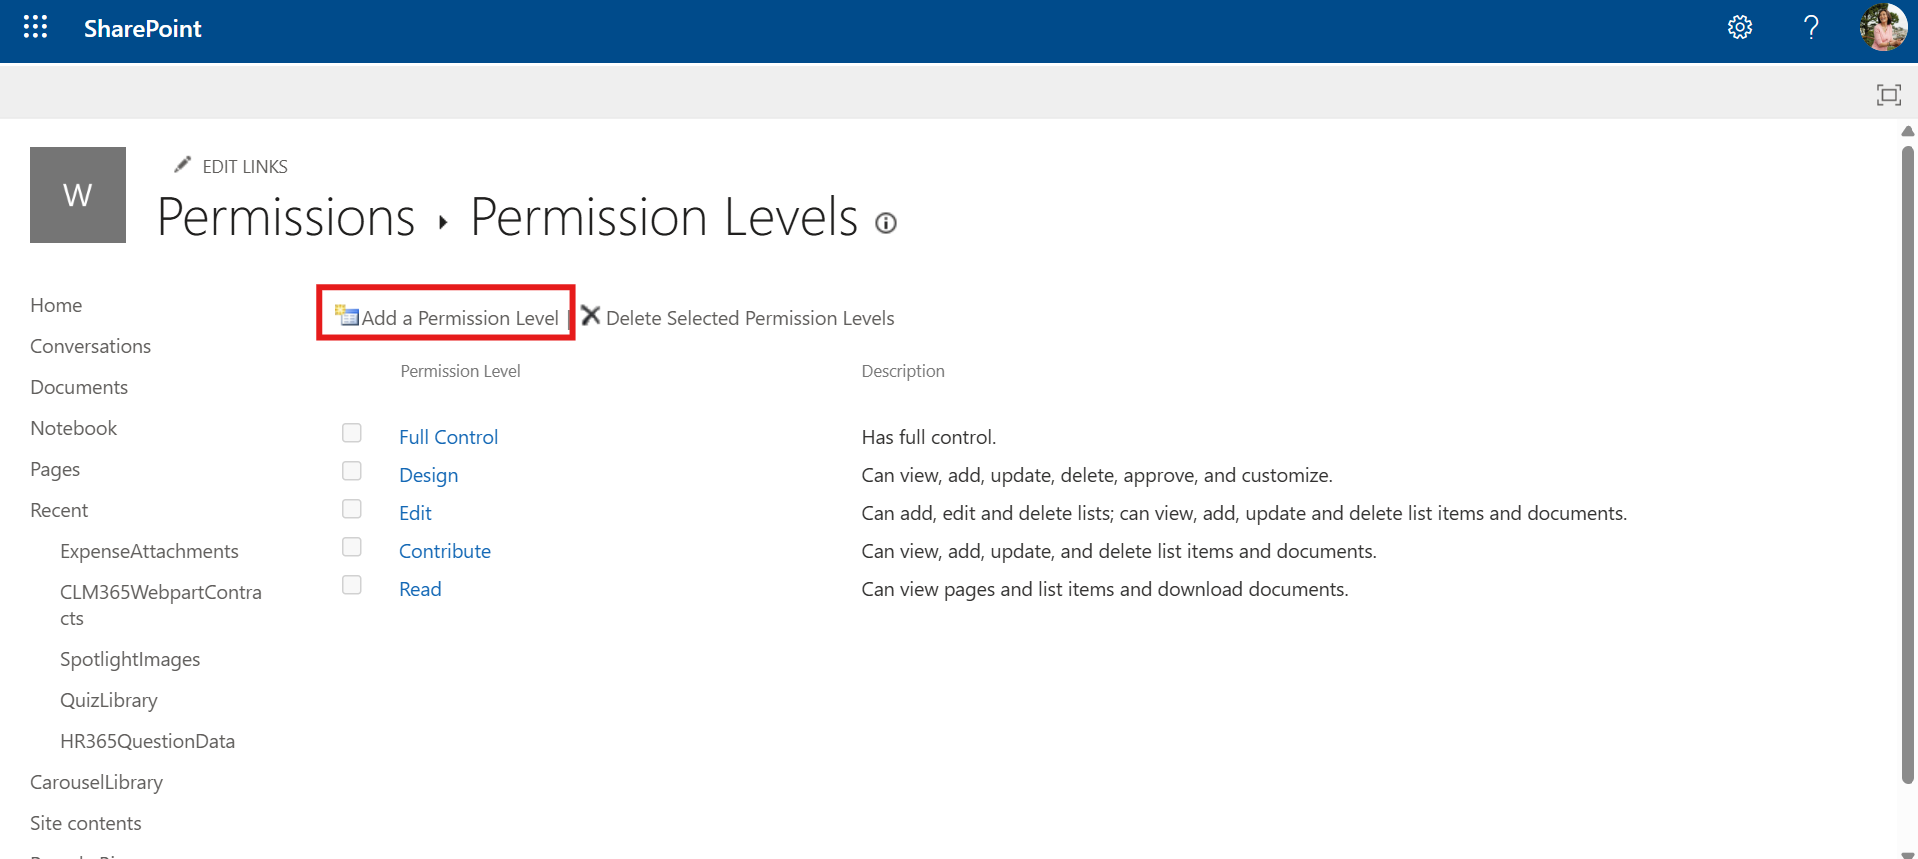 SharePoint
EDIT LINKS
W
Permissions ▸ Permission Levels
Home
Conversations
Documents
Notebook
Pages
Recent
ExpenseAttachments
CLM365WebpartContra
cts
SpotlightImages
QuizLibrary
HR365QuestionData
CarouselLibrary
Site contents
Add a Permission Level | Delete Selected Permission Levels
Permission Level Description
Full Control Has full control.
Design Can view, add, update, delete, approve, and customize.
Edit Can add, edit and delete lists; can view, add, update and delete list items and documents.
Contribute Can view, add, update, and delete list items and documents.
Read Can view pages and list items and download documents.